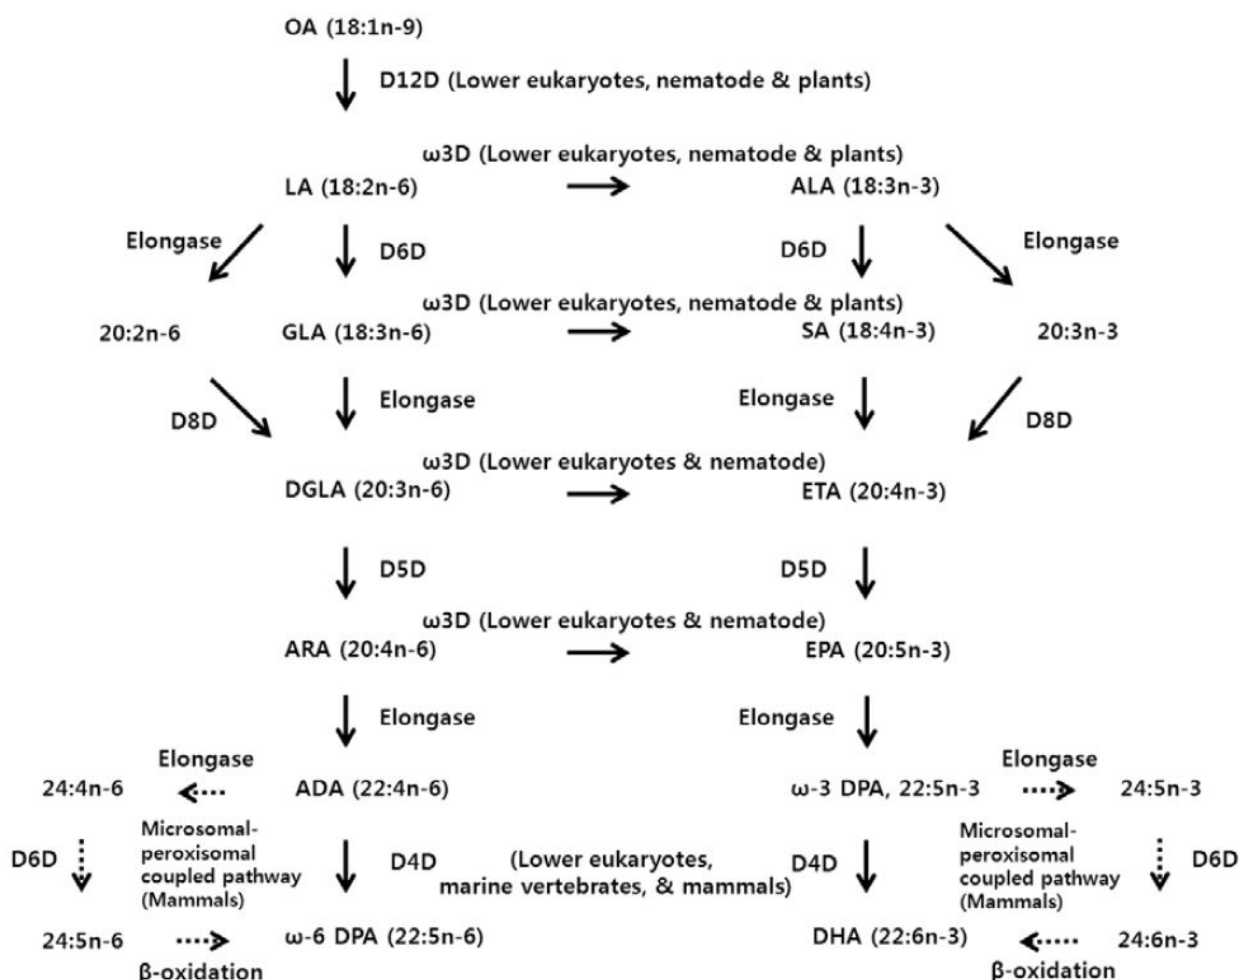 OA (18:1n-9)
D12D (Lower eukaryotes, nematode & plants)
ω3D (Lower eukaryotes, nematode & plants)
LA (18:2n-6)
ALA (18:3n-3)
Elongase
D6D
D6D
Elongase
ω3D (Lower eukaryotes, nematode & plants)
20:2n-6
GLA (18:3n-6)
SA (18:4n-3)
20:3n-3
D8D
Elongase
Elongase
D8D
ω3D (Lower eukaryotes & nematode)
DGLA (20:3n-6)
ETA (20:4n-3)
D5D
D5D
ω3D (Lower eukaryotes & nematode)
ARA (20:4n-6)
EPA (20:5n-3)
Elongase
Elongase
Elongase
Elongase
24:4n-6
ADA (22:4n-6)
ω-3 DPA, 22:5n-3
24:5n-3
D6D
Microsomal-
peroxisomal
coupled pathway
(Mammals)
D4D
(Lower eukaryotes,
marine vertebrates, & mammals)
D4D
Microsomal-
peroxisomal
coupled pathway
(Mammals)
D6D
24:5n-6
ω-6 DPA (22:5n-6)
DHA (22:6n-3)
24:6n-3
β-oxidation
β-oxidation